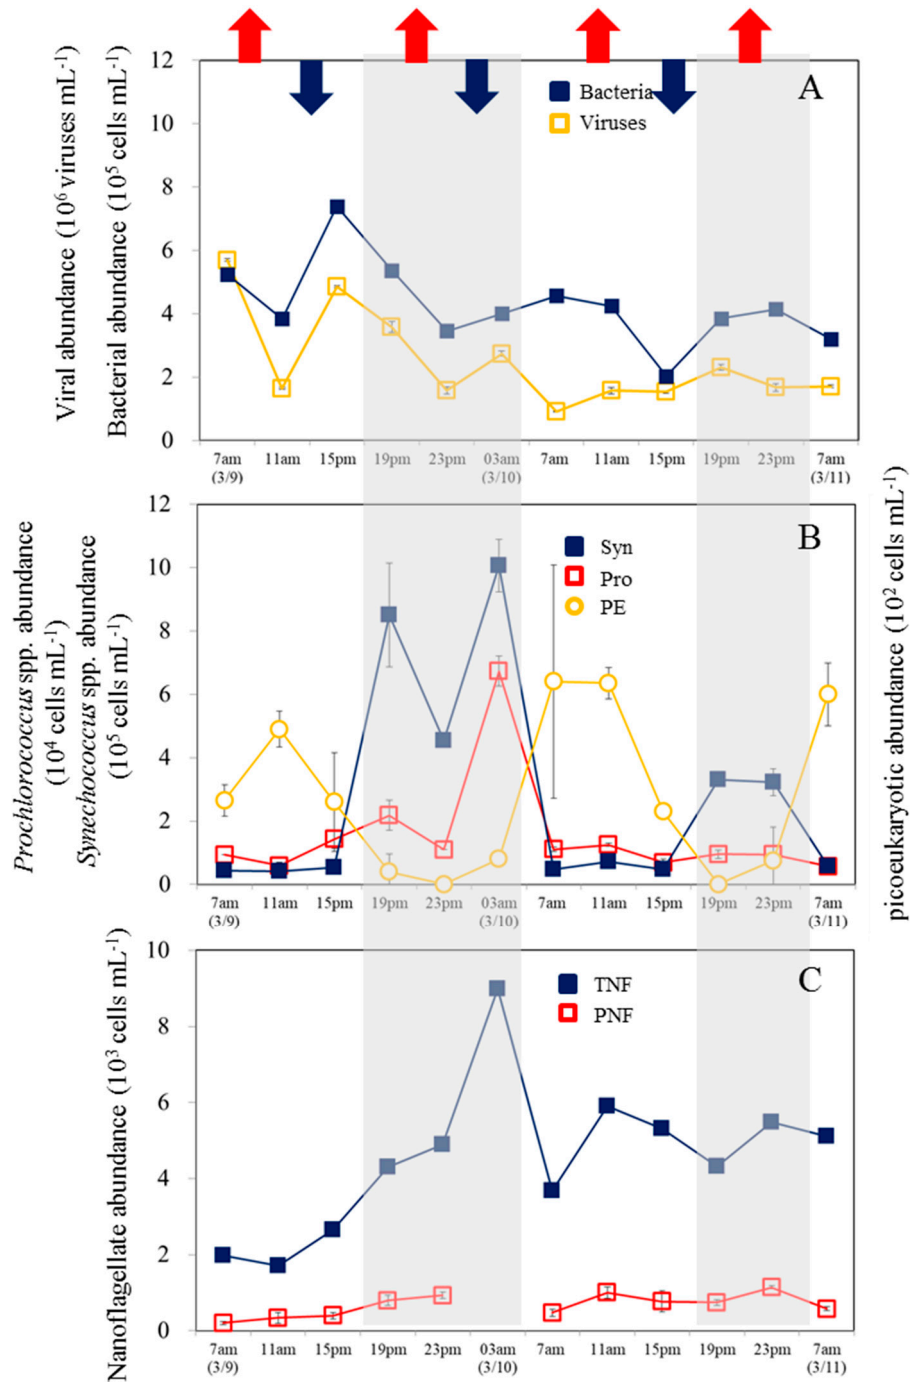 Viral abundance (10⁶ viruses mL⁻¹)
Bacterial abundance (10⁵ cells mL⁻¹)
12
10
8
6
4
2
0
Bacteria
Viruses
A
7am 11am 15pm 19pm 23pm 03am 7am 11am 15pm 19pm 23pm 7am
(3/9) (3/10) (3/11)
Prochlorococcus spp. abundance
(10⁴ cells mL⁻¹)
Synechococcus spp. abundance
(10⁵ cells mL⁻¹)
12
10
8
6
4
2
0
Syn
Pro
PE
B
picoeukaryotic abundance (10² cells mL⁻¹)
7am 11am 15pm 19pm 23pm 03am 7am 11am 15pm 19pm 23pm 7am
(3/9) (3/10) (3/11)
Nanoflagellate abundance (10³ cells mL⁻¹)
10
8
6
4
2
0
TNF
PNF
C
7am 11am 15pm 19pm 23pm 03am 7am 11am 15pm 19pm 23pm 7am
(3/9) (3/10) (3/11)